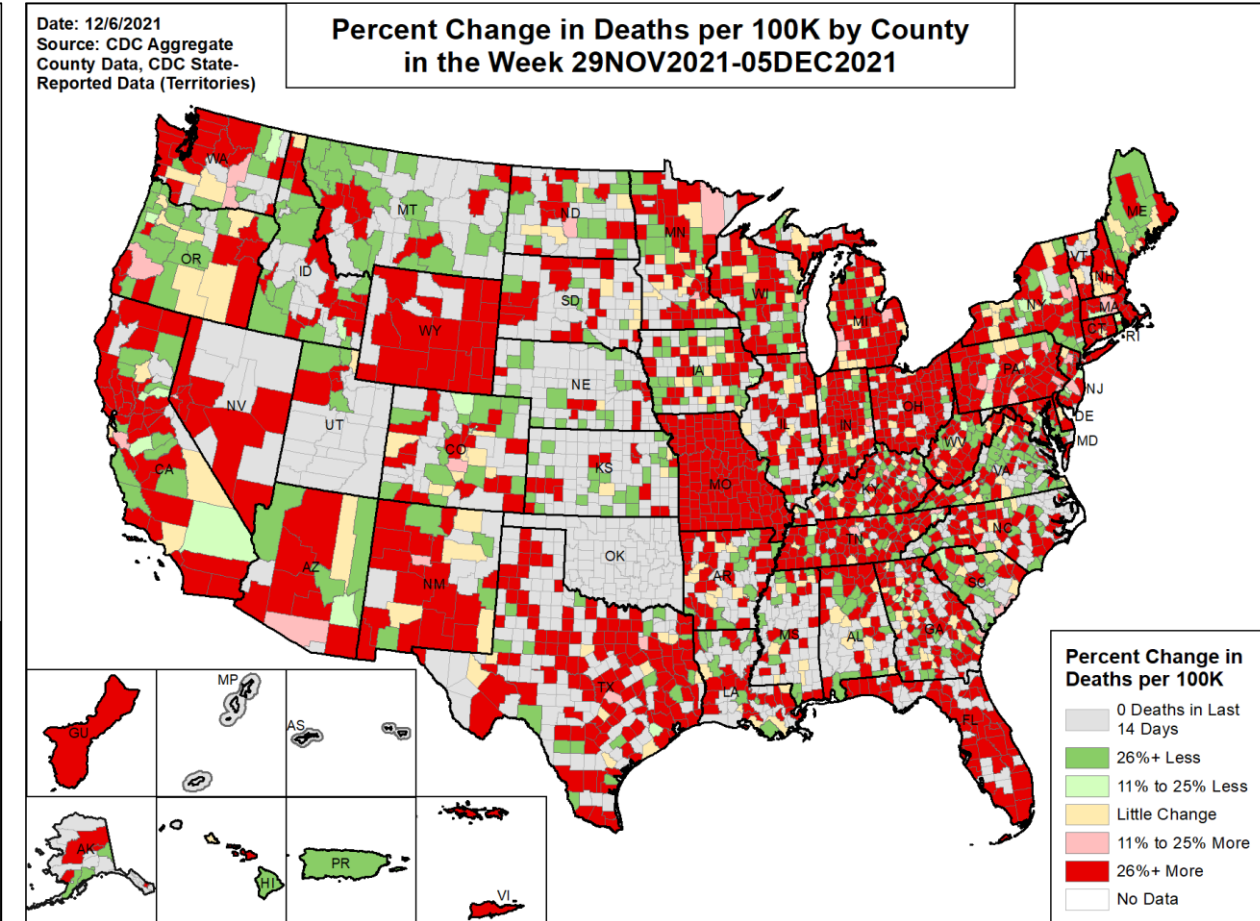 Date: 12/6/2021
Source: CDC Aggregate
County Data, CDC State-
Reported Data (Territories)
Percent Change in Deaths per 100K by County
in the Week 29NOV2021-05DEC2021
WA
MT
ND
MN
ME
OR
ID
SD
WI
MI
VT
NH
NY
MA
CT
RI
WY
IA
PA
NJ
NE
NV
UT
IL
IN
OH
DE
MD
WV
VA
CA
CO
KS
MO
KY
AZ
NM
OK
AR
TN
NC
SC
MS
AL
GA
TX
LA
FL
GU
MP
AS
AK
HI
PR
VI
Percent Change in
Deaths per 100K
0 Deaths in Last
14 Days
26%+ Less
11% to 25% Less
Little Change
11% to 25% More
26%+ More
No Data